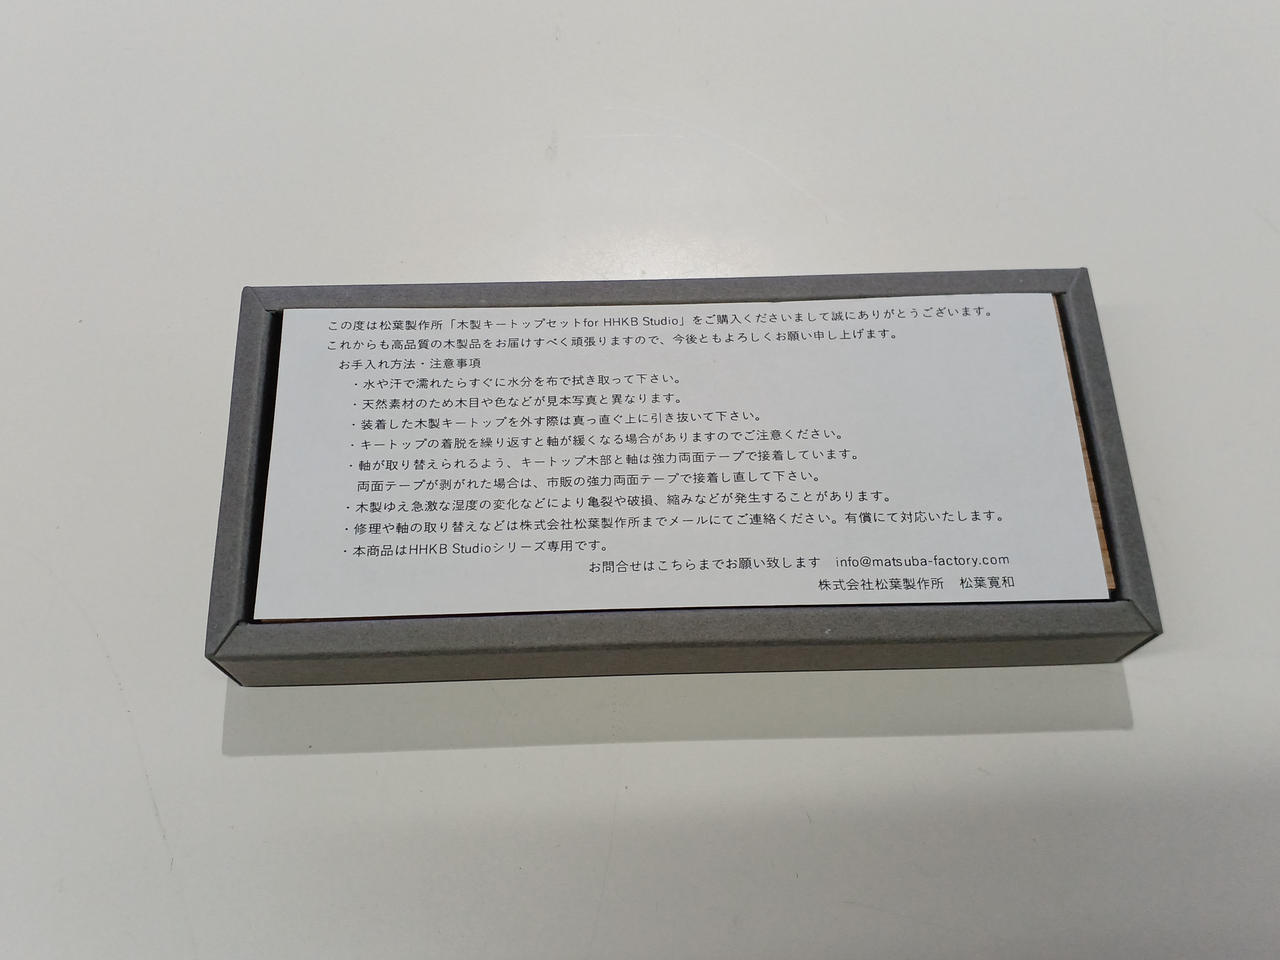 この度は松葉製作所「木製キートップセットfor HHKB Studio」をご購入くださいまして誠にありがとうございます。
これからも高品質の木製品をお届けすべく頑張りますので、今後ともよろしくお願い申し上げます。
お手入れ方法・注意事項
・水や汗で濡れたらすぐに水分を布で拭き取って下さい。
・天然素材のため木目や色などが見本写真と異なります。
・装着した木製キートップを外す際は真っ直ぐ上に引き抜いて下さい。
・キートップの着脱を繰り返すと軸が緩くなる場合がありますのでご注意ください。
・軸が取り替えられるよう、キートップ木部と軸は強力両面テープで接着しています。
両面テープが剥がれた場合は、市販の強力両面テープで接着し直して下さい。
・木製ゆえ急激な湿度の変化などにより亀裂や破損、縮みなどが発生することがあります。
・修理や軸の取り替えなどは株式会社松葉製作所までメールにてご連絡ください。有償にて対応いたします。
・本商品はHHKB Studioシリーズ専用です。
お問合せはこちらまでお願い致します　info@matsuba-factory.com
株式会社松葉製作所　松葉寛和